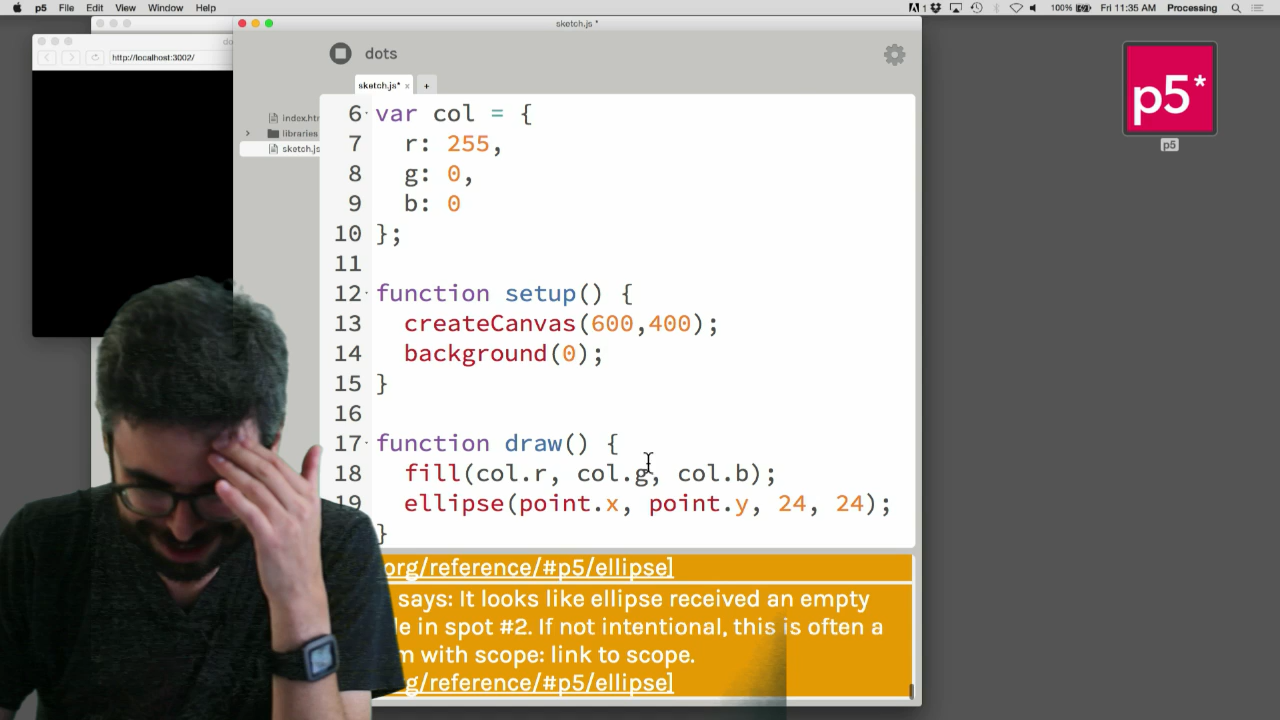 p5 File Edit View Window Help
1 100% Fri 11:35 AM Processing
sketch.js *
http://localhost:3002/
dots
sketch.js* × +
index.htm
libraries
sketch.js
6 var col = {
7 r: 255,
8 g: 0,
9 b: 0
10 };
11
12 function setup() {
13 createCanvas(600,400);
14 background(0);
15 }
16
17 function draw() {
18 fill(col.r, col.g, col.b);
19 ellipse(point.x, point.y, 24, 24);
}
org/reference/#p5/ellipse]
says: It looks like ellipse received an empty
le in spot #2. If not intentional, this is often a
m with scope: link to scope.
g/reference/#p5/ellipse]
p5*
p5